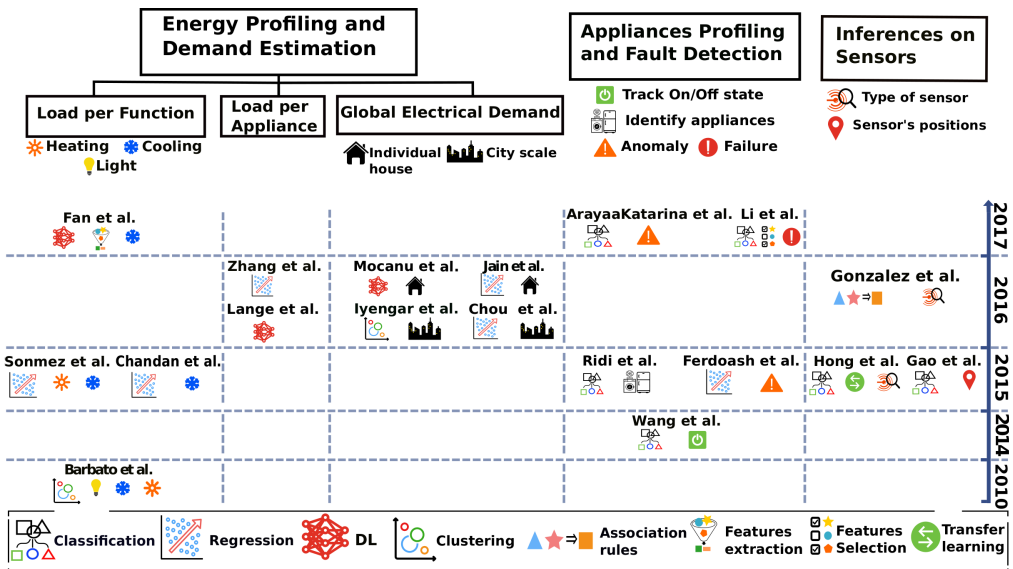 Energy Profiling and
Demand Estimation
Appliances Profiling
and Fault Detection
Inferences on
Sensors
Load per Function
Load per
Appliance
Global Electrical Demand
Heating
Cooling
Light
Individual
house
City scale
Track On/Off state
Identify appliances
Anomaly
Failure
Type of sensor
Sensor's positions
Fan et al.
ArayaaKatarina et al.
Li et al.
2017
Zhang et al.
Mocanu et al.
Jain et al.
Gonzalez et al.
2016
Lange et al.
Iyengar et al.
Chou et al.
Sonmez et al.
Chandan et al.
Ridi et al.
Ferdoash et al.
Hong et al.
Gao et al.
2015
Wang et al.
2014
Barbato et al.
2010
Classification
Regression
DL
Clustering
Association
rules
Features
extraction
Features
Selection
Transfer
learning